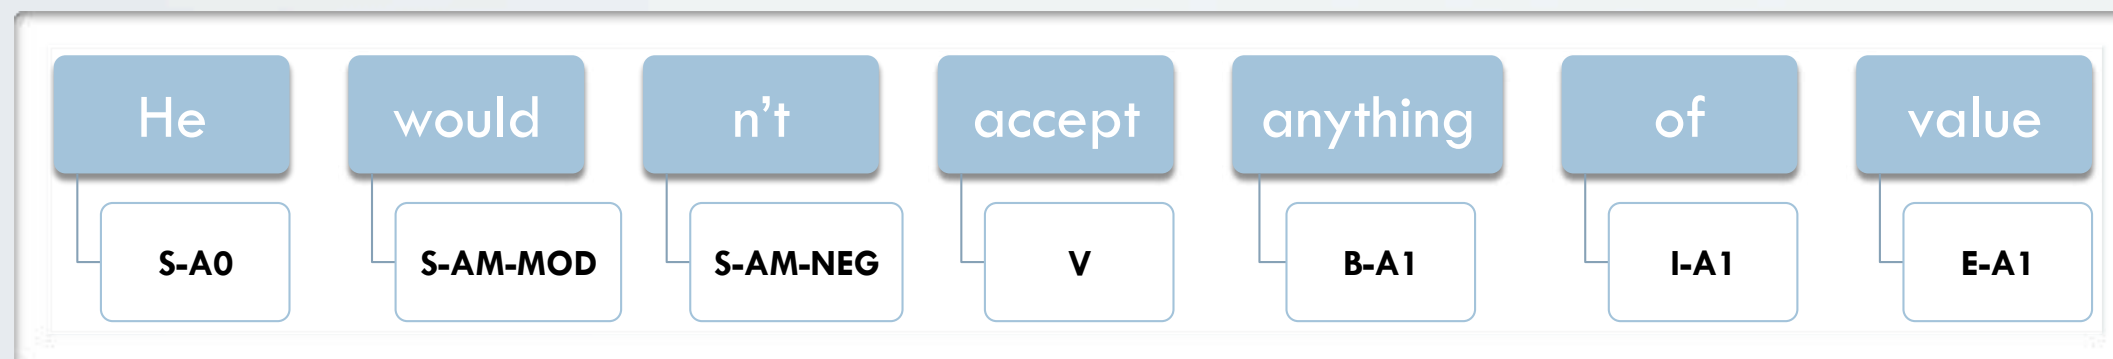 He would n't accept anything of value
S-A0 S-AM-MOD S-AM-NEG V B-A1 I-A1 E-A1